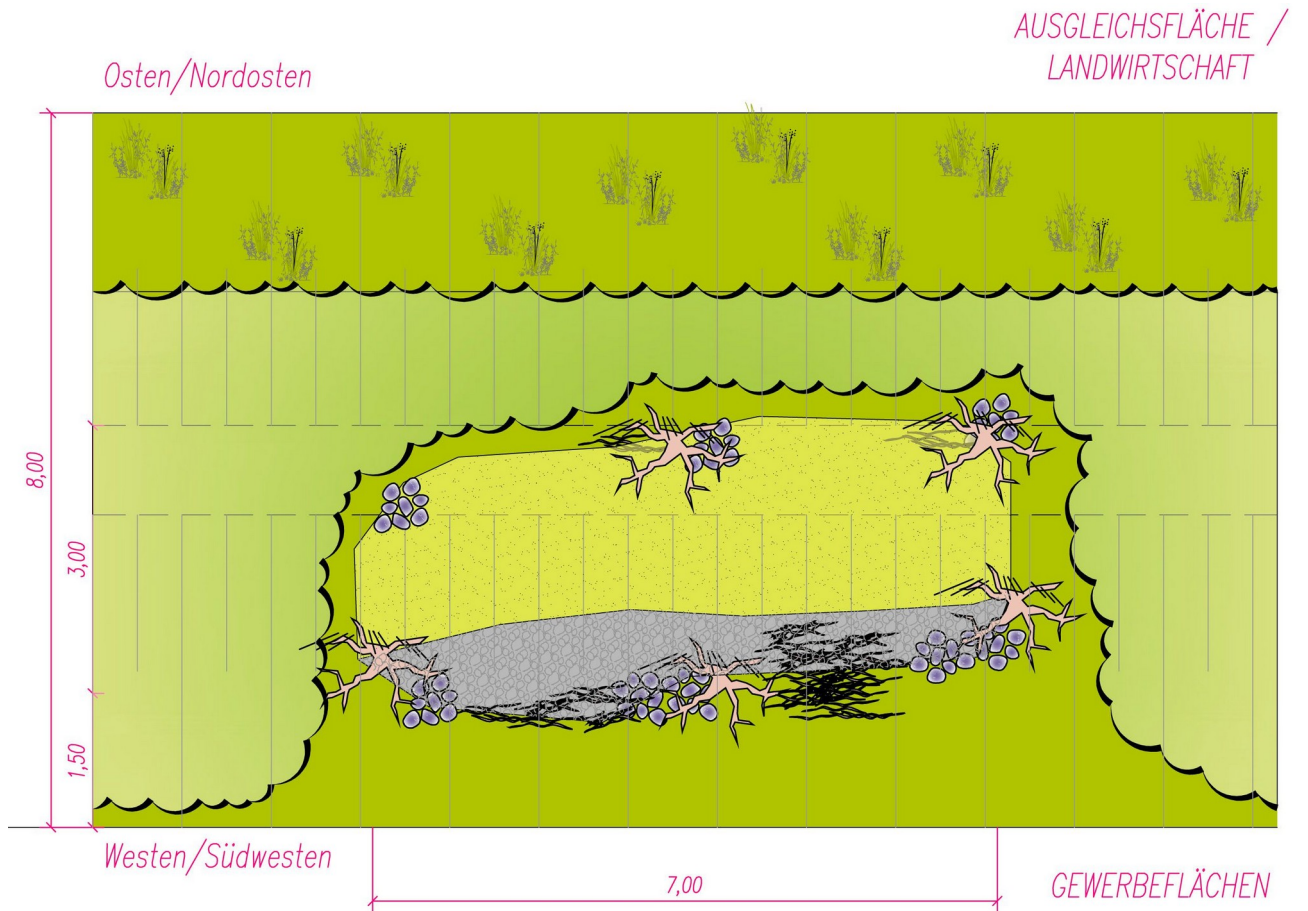 AUSGLEICHSFLÄCHE /
LANDWIRTSCHAFT
Osten/Nordosten
8,00
3,00
1,50
Westen/Südwesten
7,00
GEWERBEFLÄCHEN